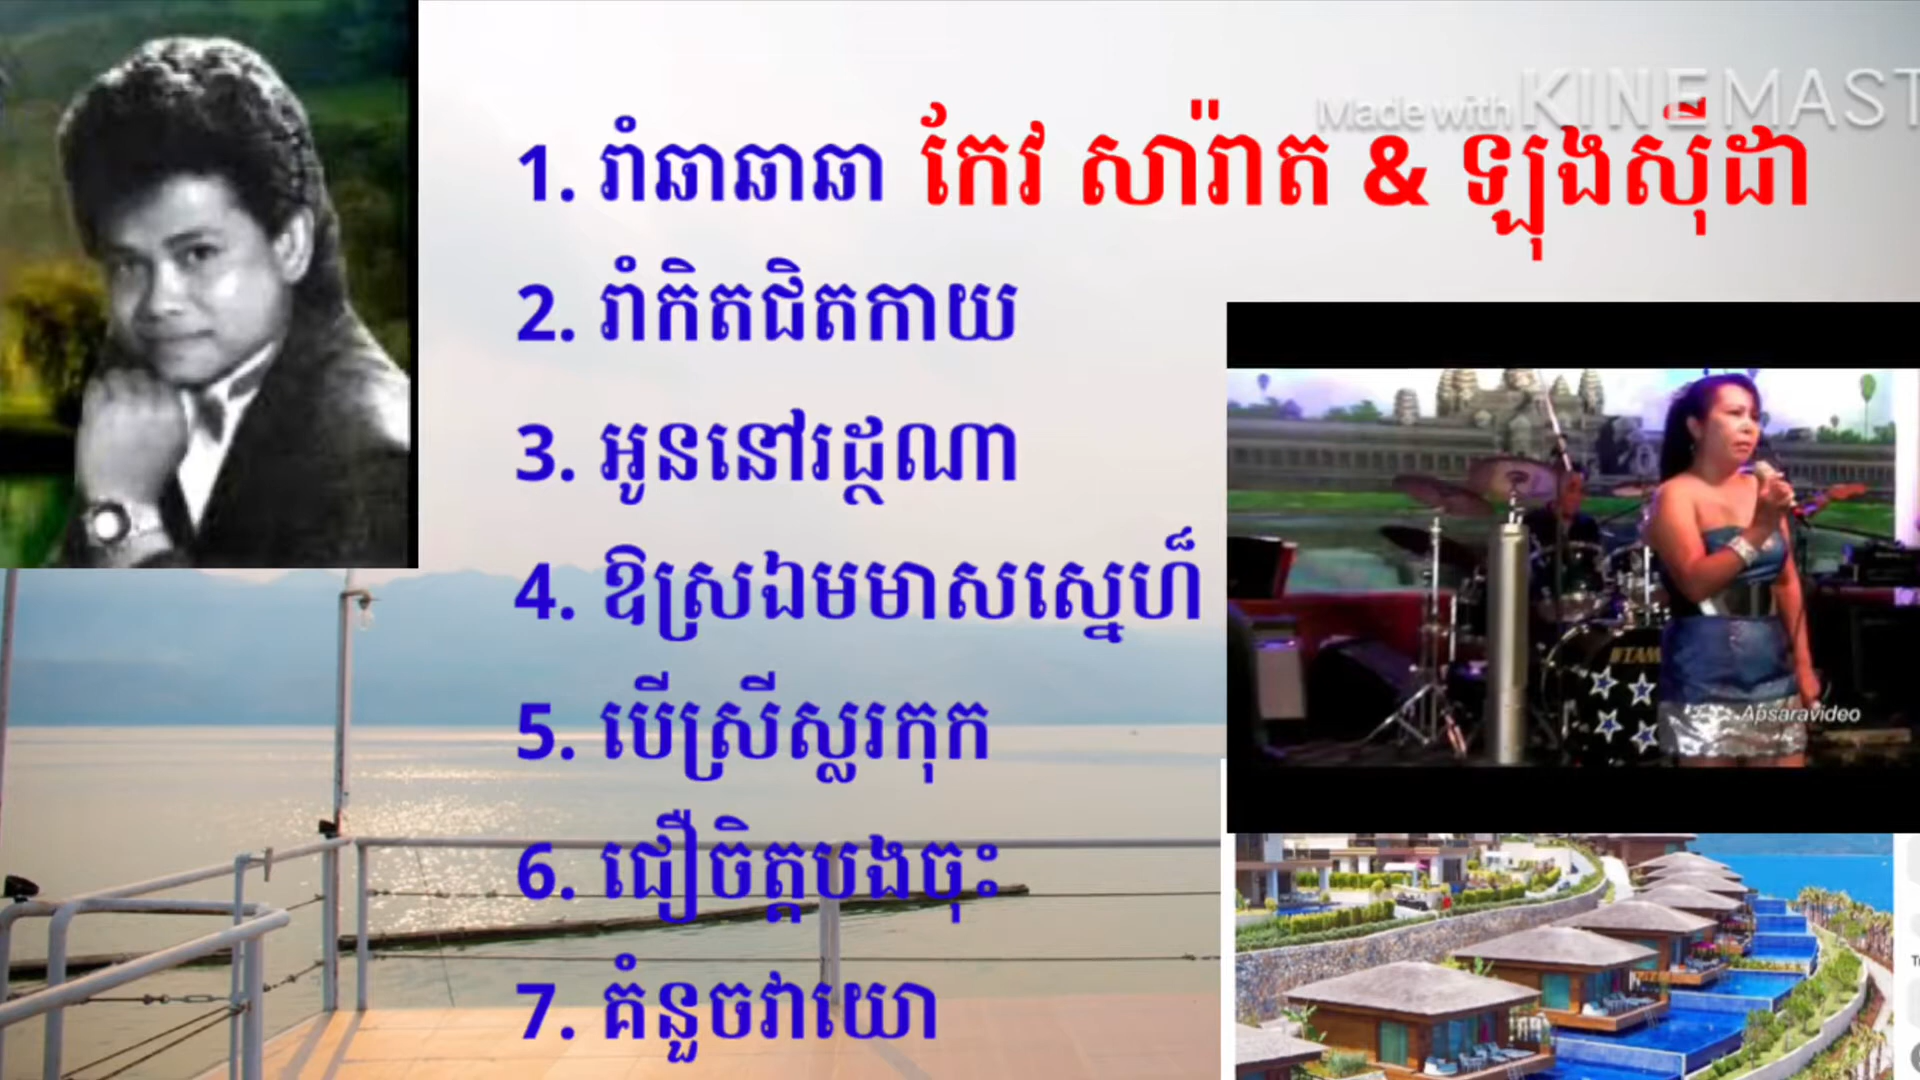 Made with KINEMAST
1. រាំឆាឆាឆា កែវ សារ៉ាត & ឡុងស៊ីដា
2. រាំកិតជិតកាយ
3. អូននៅរដ្ឋណា
4. ឱស្រឯមមាសស្នេហ៍
5. បើស្រីស្លរកុក
6. ជឿចិត្តបងចុះ
7. គំនួចវាយោ
TAMA
Apsaravideo